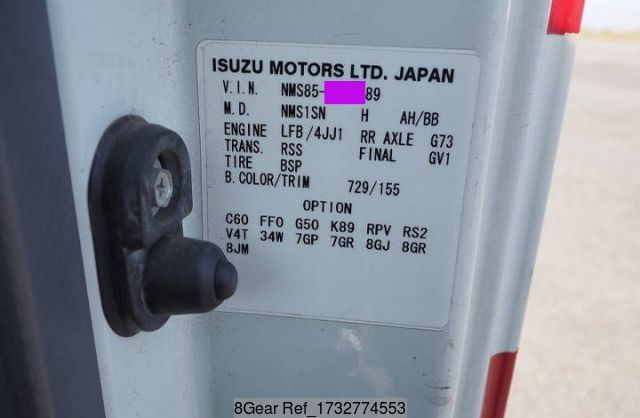 ISUZU MOTORS LTD. JAPAN
V.I.N. NMS85- 89
M.D. NMS1SN H AH/BB
ENGINE LFB/4JJ1 RR AXLE G73
TRANS. RSS FINAL GV1
TIRE BSP
B.COLOR/TRIM 729/155
OPTION
C60 FFO G50 K89 RPV RS2
V4T 34W 7GP 7GR 8GJ 8GR
8JM
8Gear Ref_1732774553